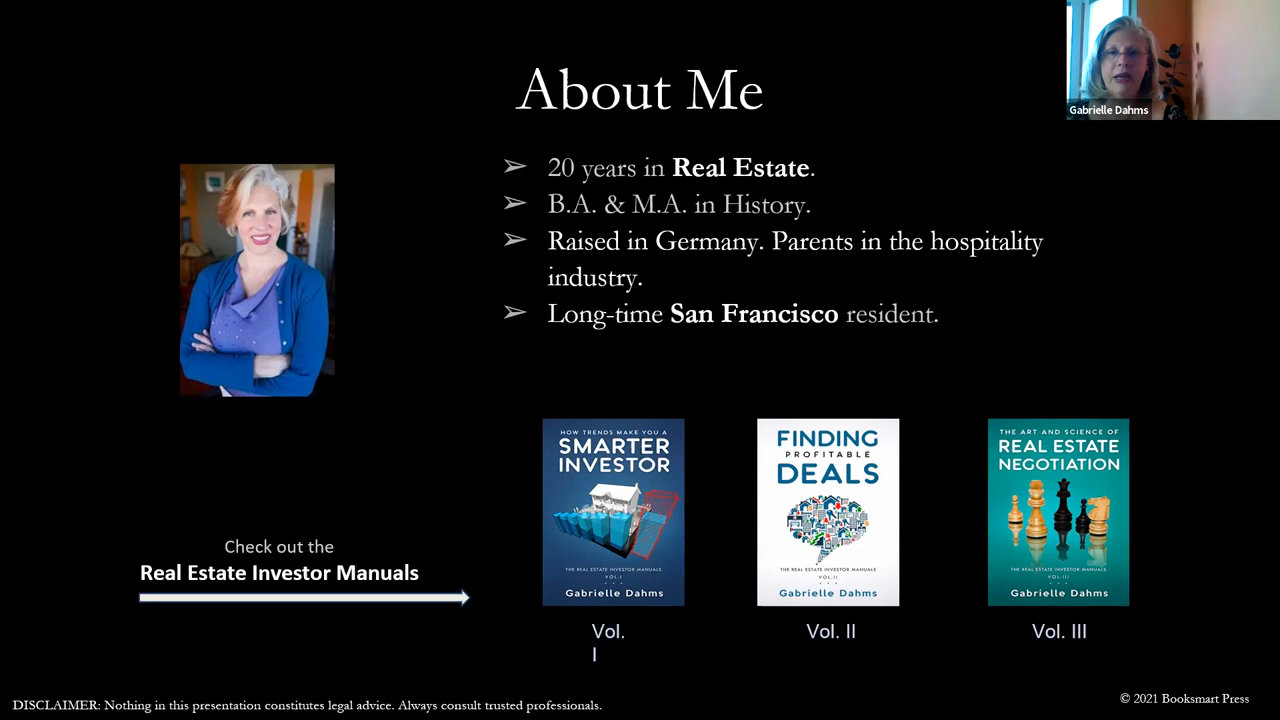 Gabrielle Dahms
About Me
➢ 20 years in Real Estate.
➢ B.A. & M.A. in History.
➢ Raised in Germany. Parents in the hospitality
industry.
➢ Long-time San Francisco resident.
Check out the
Real Estate Investor Manuals
HOW TRENDS MAKE YOU A
SMARTER
INVESTOR
THE REAL ESTATE INVESTOR MANUALS
VOL.I
Gabrielle Dahms
Vol.
I
FINDING
PROFITABLE
DEALS
THE REAL ESTATE INVESTOR MANUALS
VOL.II
Gabrielle Dahms
Vol. II
THE ART AND SCIENCE OF
REAL ESTATE
NEGOTIATION
THE REAL ESTATE INVESTOR MANUALS
VOL.III
Gabrielle Dahms
Vol. III
DISCLAIMER: Nothing in this presentation constitutes legal advice. Always consult trusted professionals.
© 2021 Booksmart Press